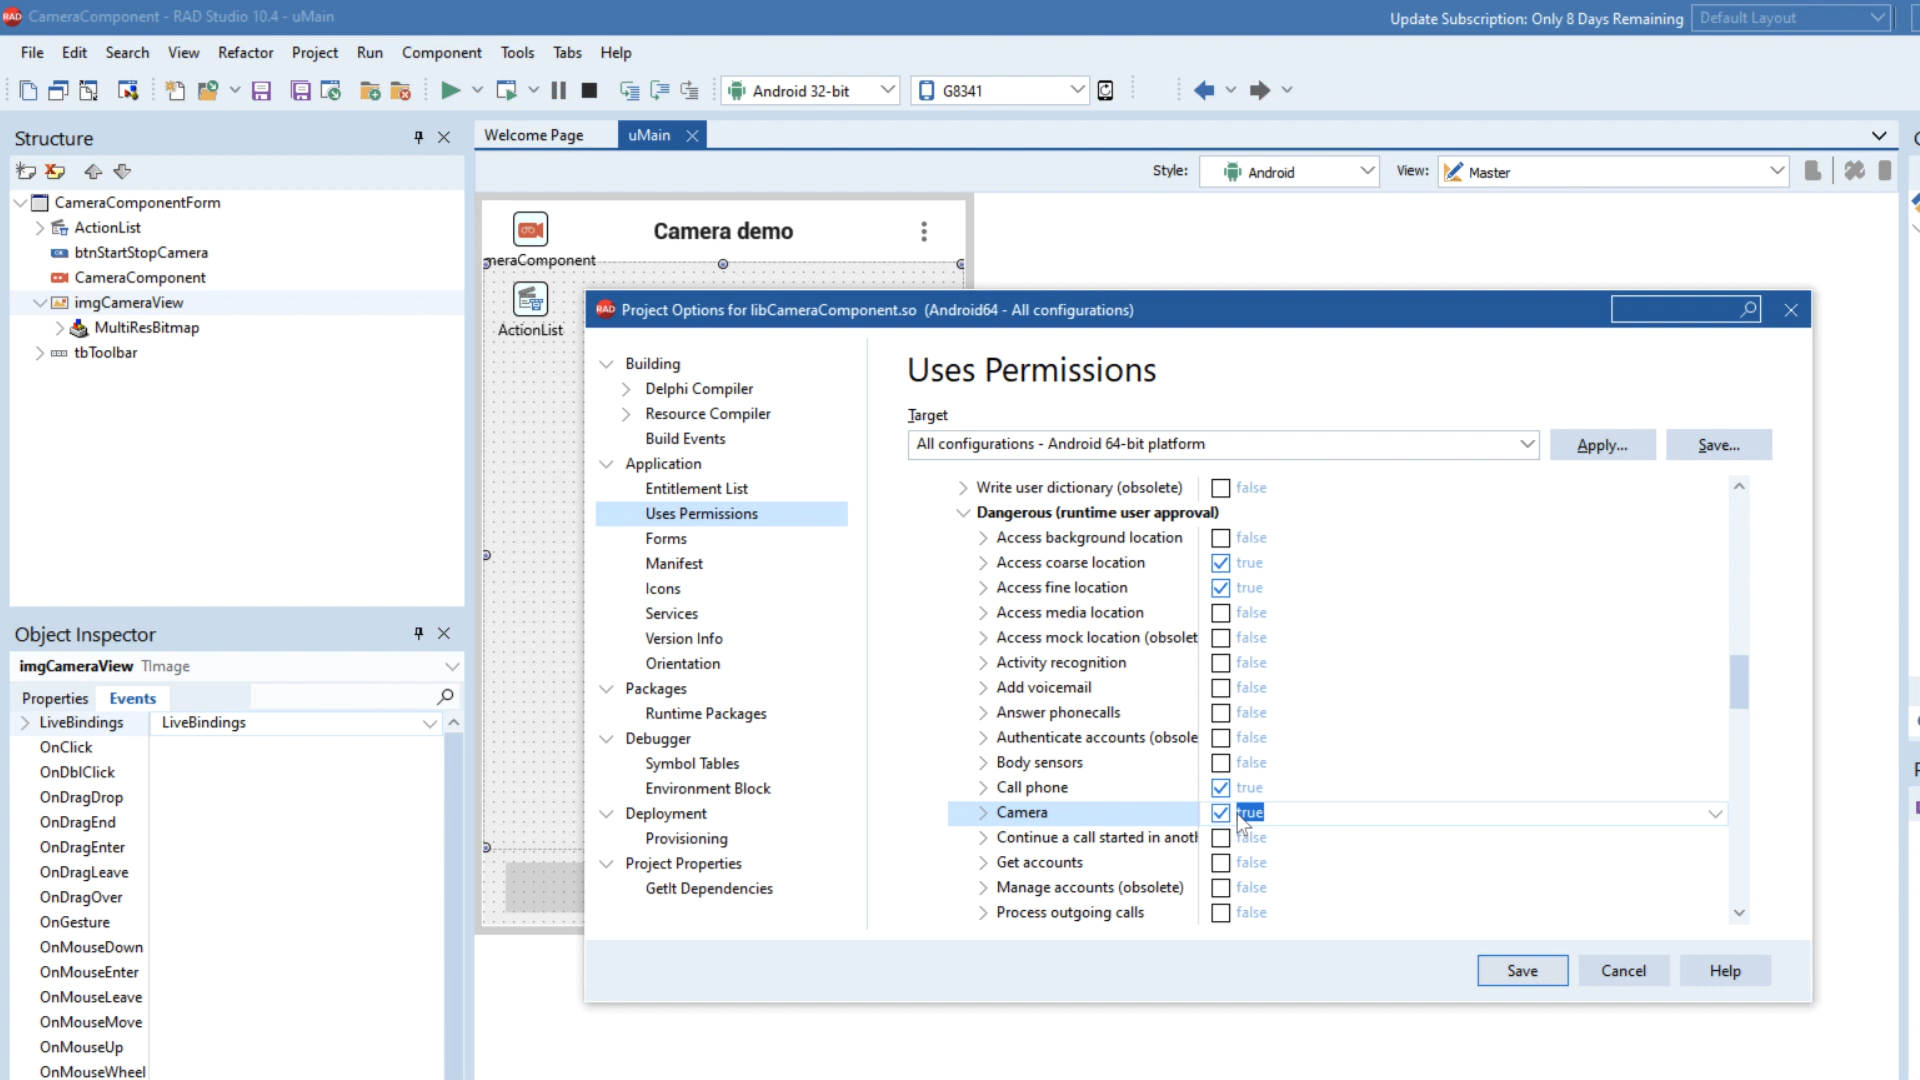 CameraComponent - RAD Studio 10.4 - uMain
Update Subscription: Only 8 Days Remaining
Default Layout
File Edit Search View Refactor Project Run Component Tools Tabs Help
Android 32-bit
G8341
Structure
CameraComponentForm
ActionList
btnStartStopCamera
CameraComponent
imgCameraView
MultiResBitmap
tbToolbar
Object Inspector
imgCameraView TImage
Properties Events
LiveBindings LiveBindings
OnClick
OnDblClick
OnDragDrop
OnDragEnd
OnDragEnter
OnDragLeave
OnDragOver
OnGesture
OnMouseDown
OnMouseEnter
OnMouseLeave
OnMouseMove
OnMouseUp
OnMouseWheel
Welcome Page uMain
Style: Android View: Master
Camera demo
meraComponent
ActionList
RAD Project Options for libCameraComponent.so (Android64 - All configurations)
Building
Delphi Compiler
Resource Compiler
Build Events
Application
Entitlement List
Uses Permissions
Forms
Manifest
Icons
Services
Version Info
Orientation
Packages
Runtime Packages
Debugger
Symbol Tables
Environment Block
Deployment
Provisioning
Project Properties
GetIt Dependencies
Uses Permissions
Target
All configurations - Android 64-bit platform
Apply... Save...
Write user dictionary (obsolete) false
Dangerous (runtime user approval)
Access background location false
Access coarse location true
Access fine location true
Access media location false
Access mock location (obsolet false
Activity recognition false
Add voicemail false
Answer phonecalls false
Authenticate accounts (obsole false
Body sensors false
Call phone true
Camera true
Continue a call started in anoth false
Get accounts false
Manage accounts (obsolete) false
Process outgoing calls false
Save Cancel Help